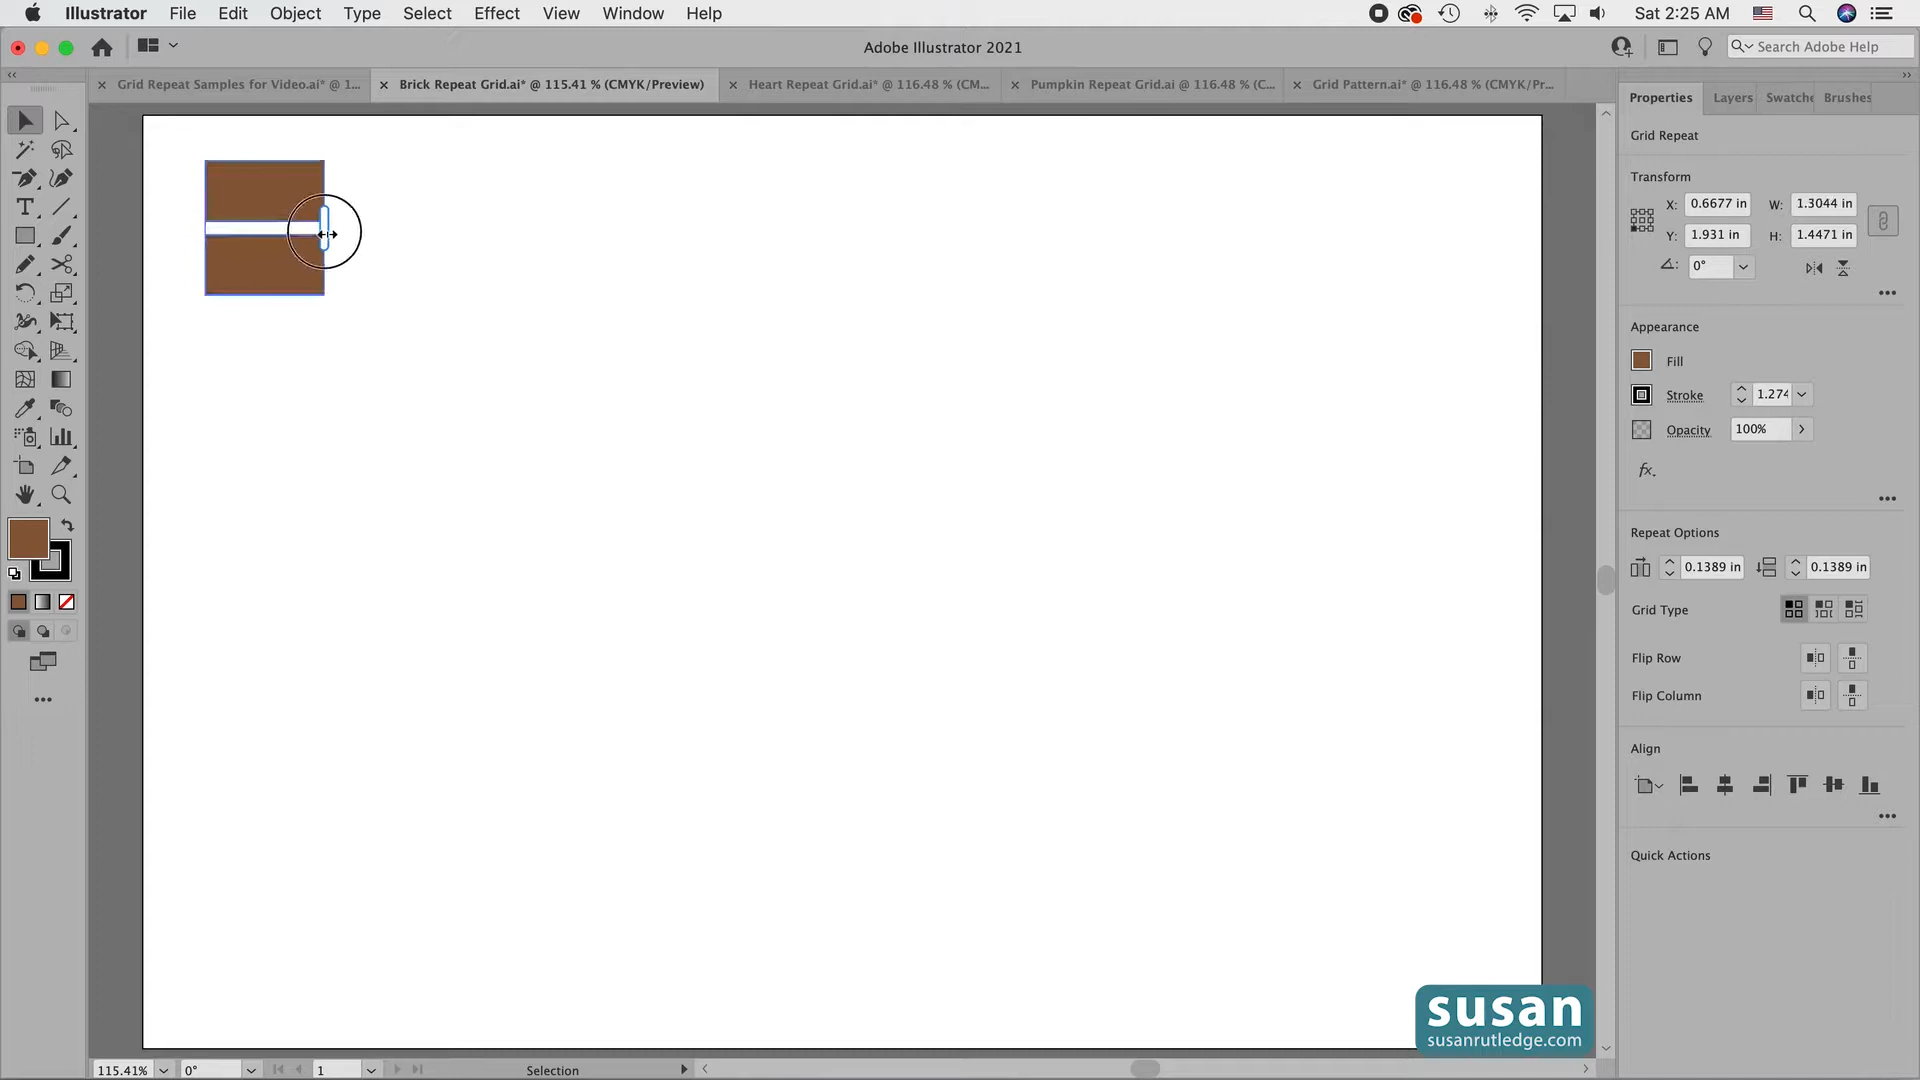 Illustrator File Edit Object Type Select Effect View Window Help
Sat 2:25 AM
Adobe Illustrator 2021
Search Adobe Help
Grid Repeat Samples for Video.ai* @ 1...
Brick Repeat Grid.ai* @ 115.41 % (CMYK/Preview)
Heart Repeat Grid.ai* @ 116.48 % (CM...
Pumpkin Repeat Grid.ai @ 116.48 % (C...
Grid Pattern.ai* @ 116.48 % (CMYK/Pr...
Properties Layers Swatche Brushes
Grid Repeat
Transform
X: 0.6677 in W: 1.3044 in
Y: 1.931 in H: 1.4471 in
0°
Appearance
Fill
Stroke 1.274
Opacity 100%
fx
Repeat Options
0.1389 in 0.1389 in
Grid Type
Flip Row
Flip Column
Align
Quick Actions
susan
susanrutledge.com
115.41% 0° 1 Selection